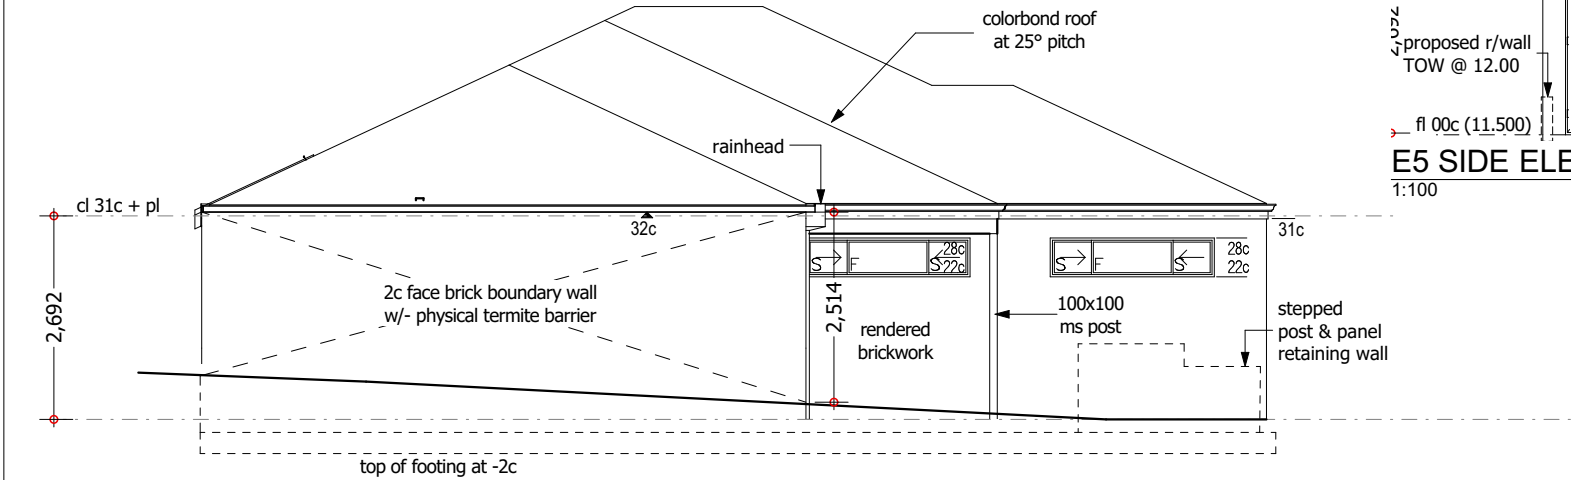 colorbond roof
at 25° pitch
rainhead
cl 31c + pl
32c
31c
2,692
2c face brick boundary wall
w/- physical termite barrier
2,514
S
F
S
28c
22c
S
F
S
28c
22c
rendered
brickwork
100x100
ms post
stepped
post & panel
retaining wall
top of footing at -2c
2,692
proposed r/wall
TOW @ 12.00
fl 00c (11.500)
E5 SIDE ELE
1:100